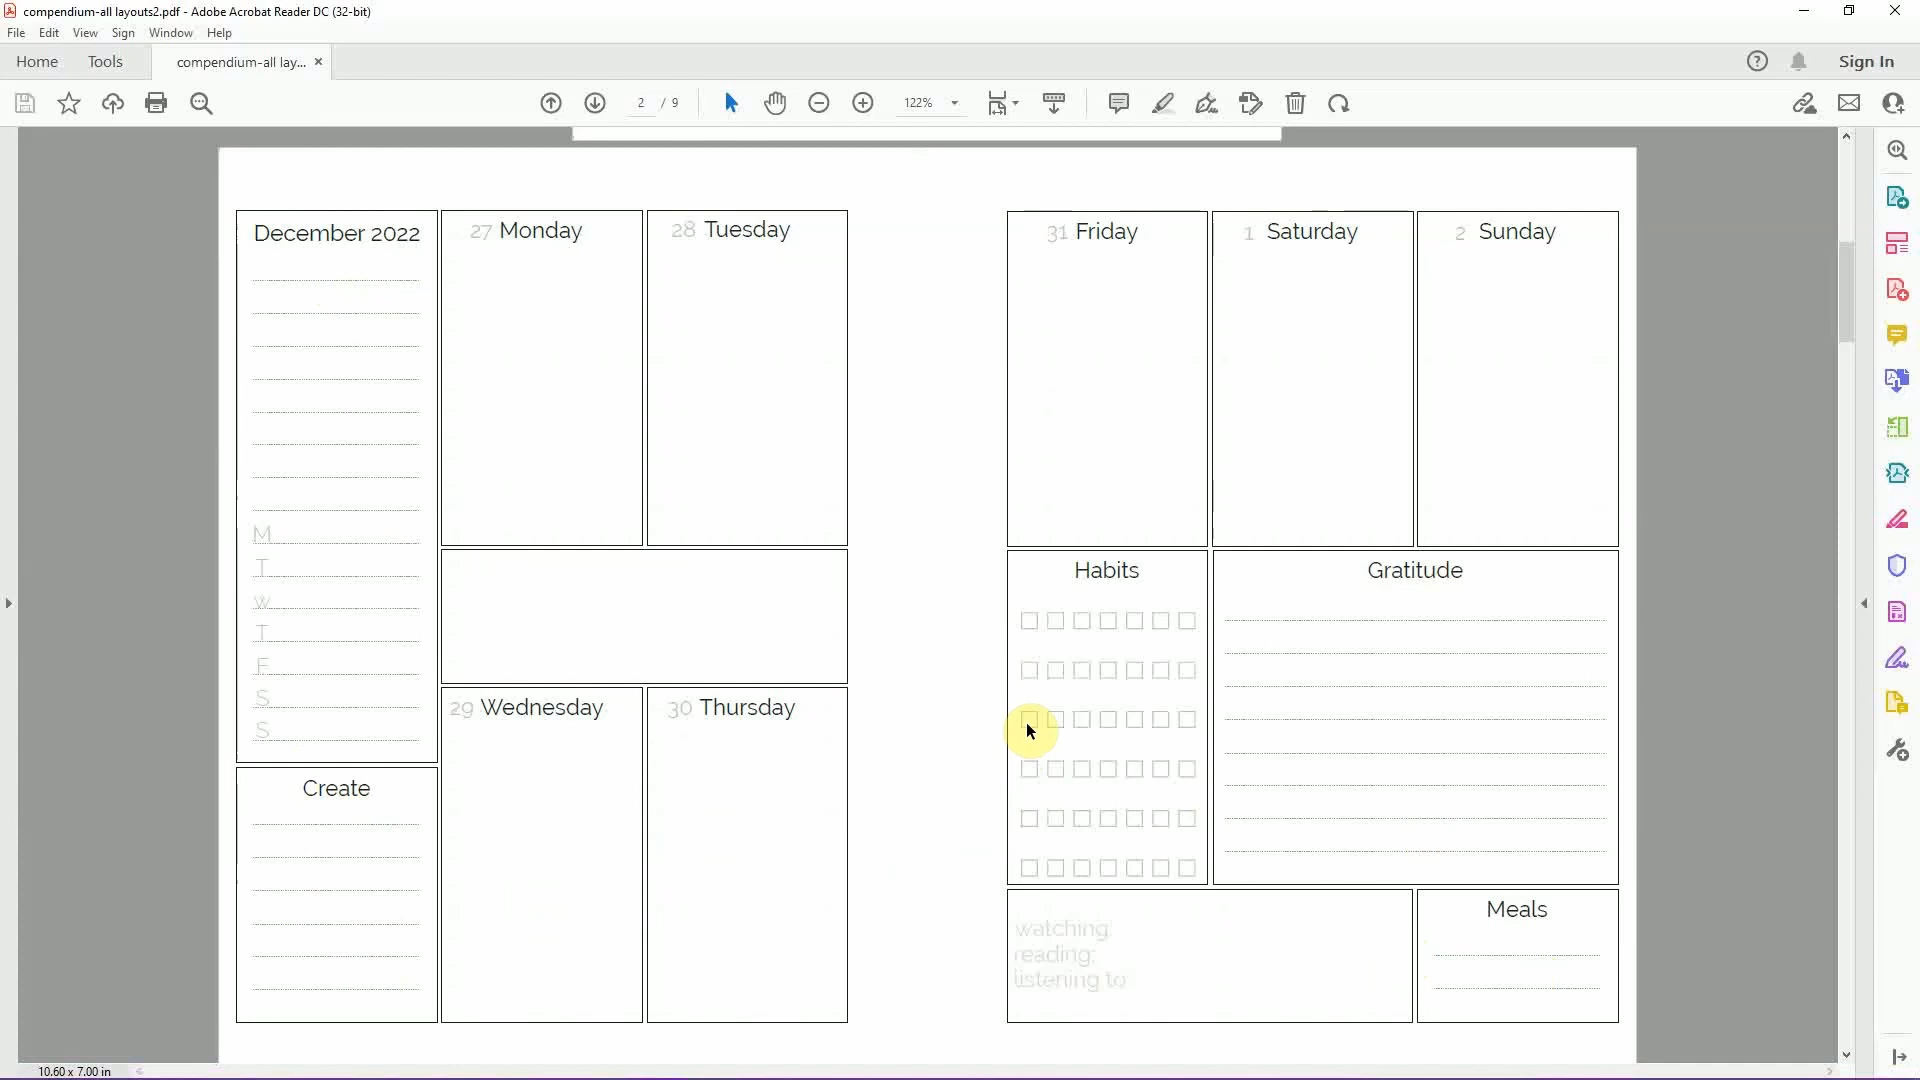 compendium-all layouts2.pdf - Adobe Acrobat Reader DC (32-bit)
File Edit View Sign Window Help
Home Tools compendium-all lay... × Sign In
2 / 9 122%
December 2022
27 Monday
28 Tuesday
31 Friday
1 Saturday
2 Sunday
M
T
W
T
F
S
S
Habits
Gratitude
29 Wednesday
30 Thursday
Create
watching:
reading:
listening to
Meals
10.60 x 7.00 in